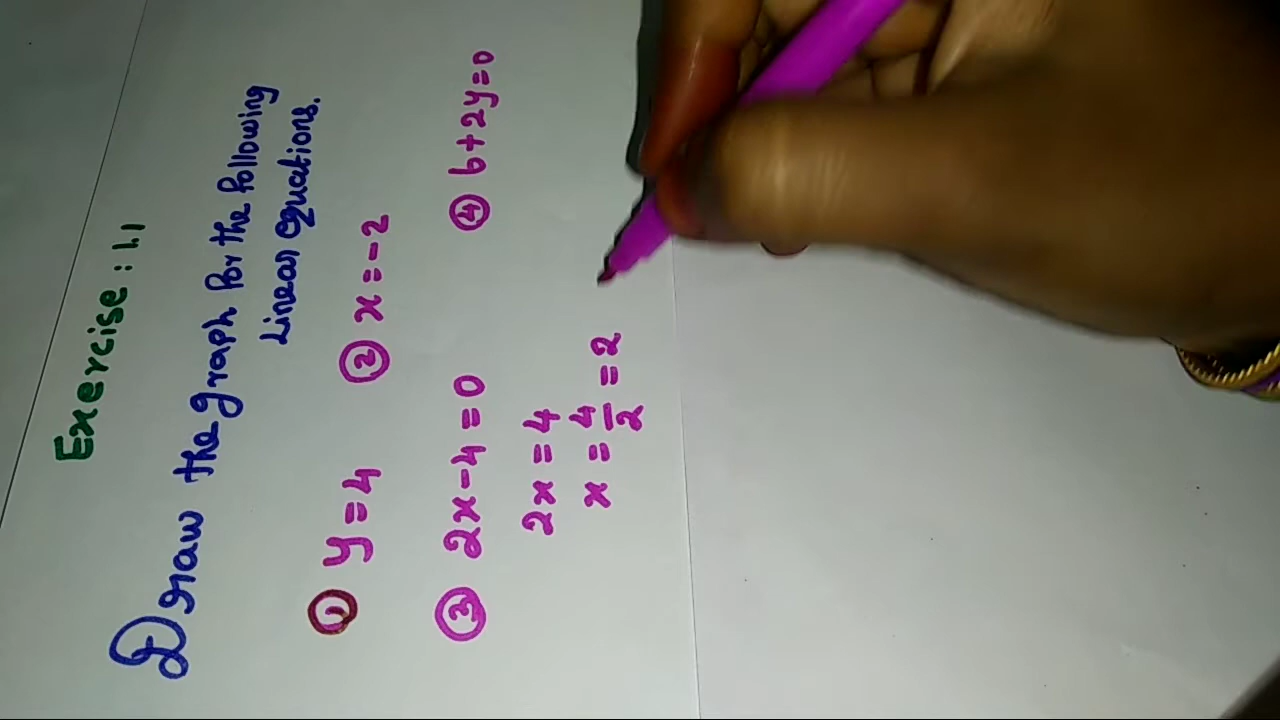 Exercise : 1.1
Draw the graph for the following
Linear equations.
① y = 4 ② x = -2
③ 2x - 4 = 0 ④ 6 + 2y = 0
2x = 4
x = 4/2 = 2